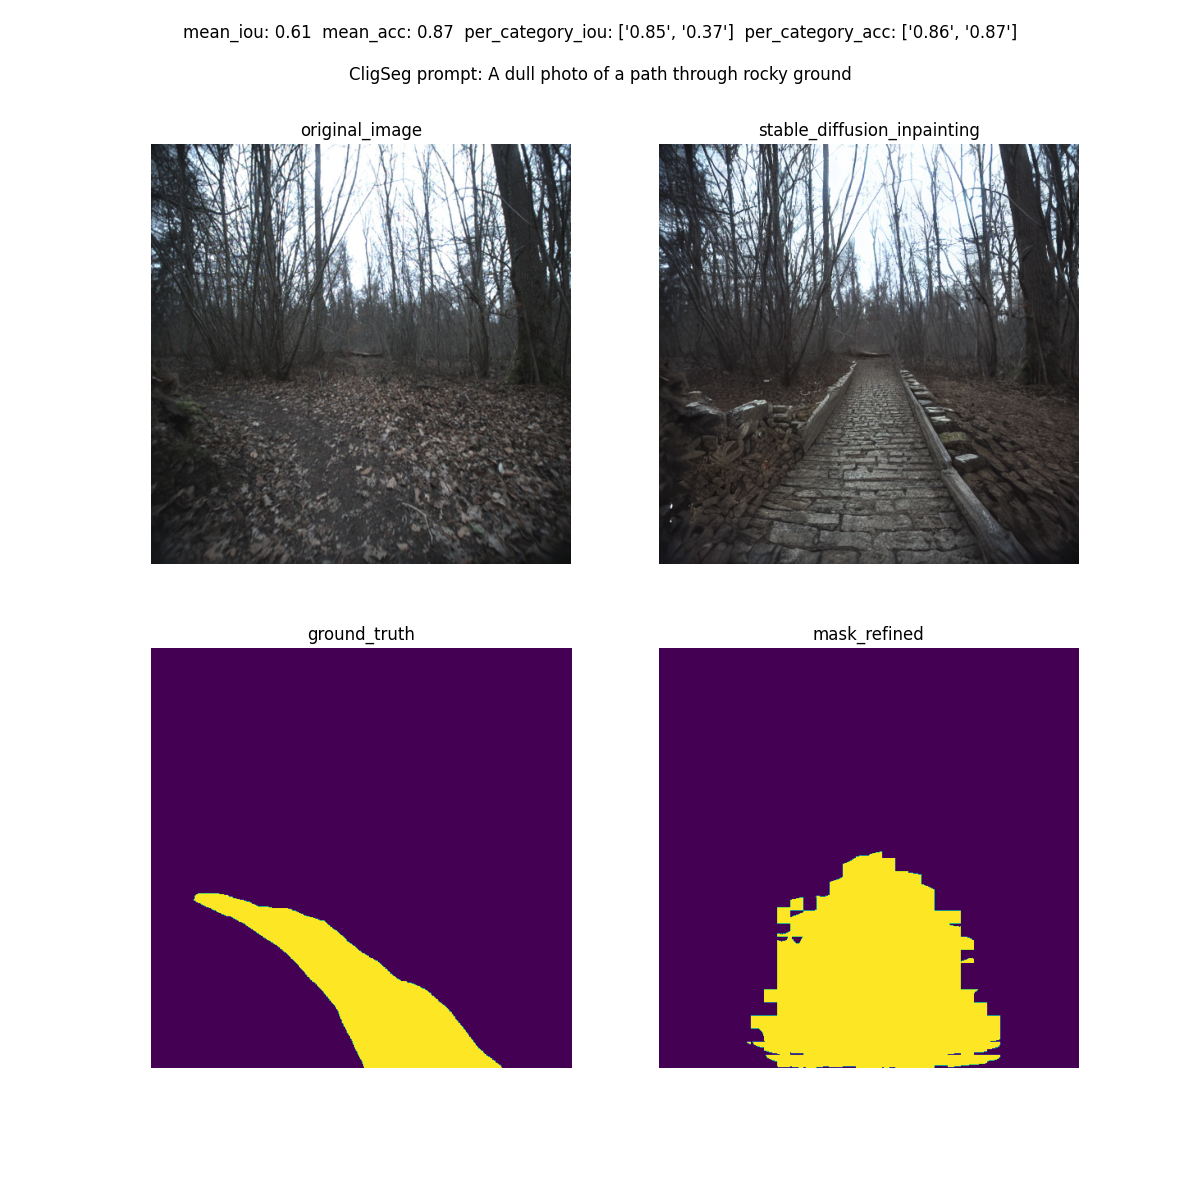 mean_iou: 0.61  mean_acc: 0.87  per_category_iou: ['0.85', '0.37']  per_category_acc: ['0.86', '0.87']
CligSeg prompt: A dull photo of a path through rocky ground
original_image
stable_diffusion_inpainting
ground_truth
mask_refined